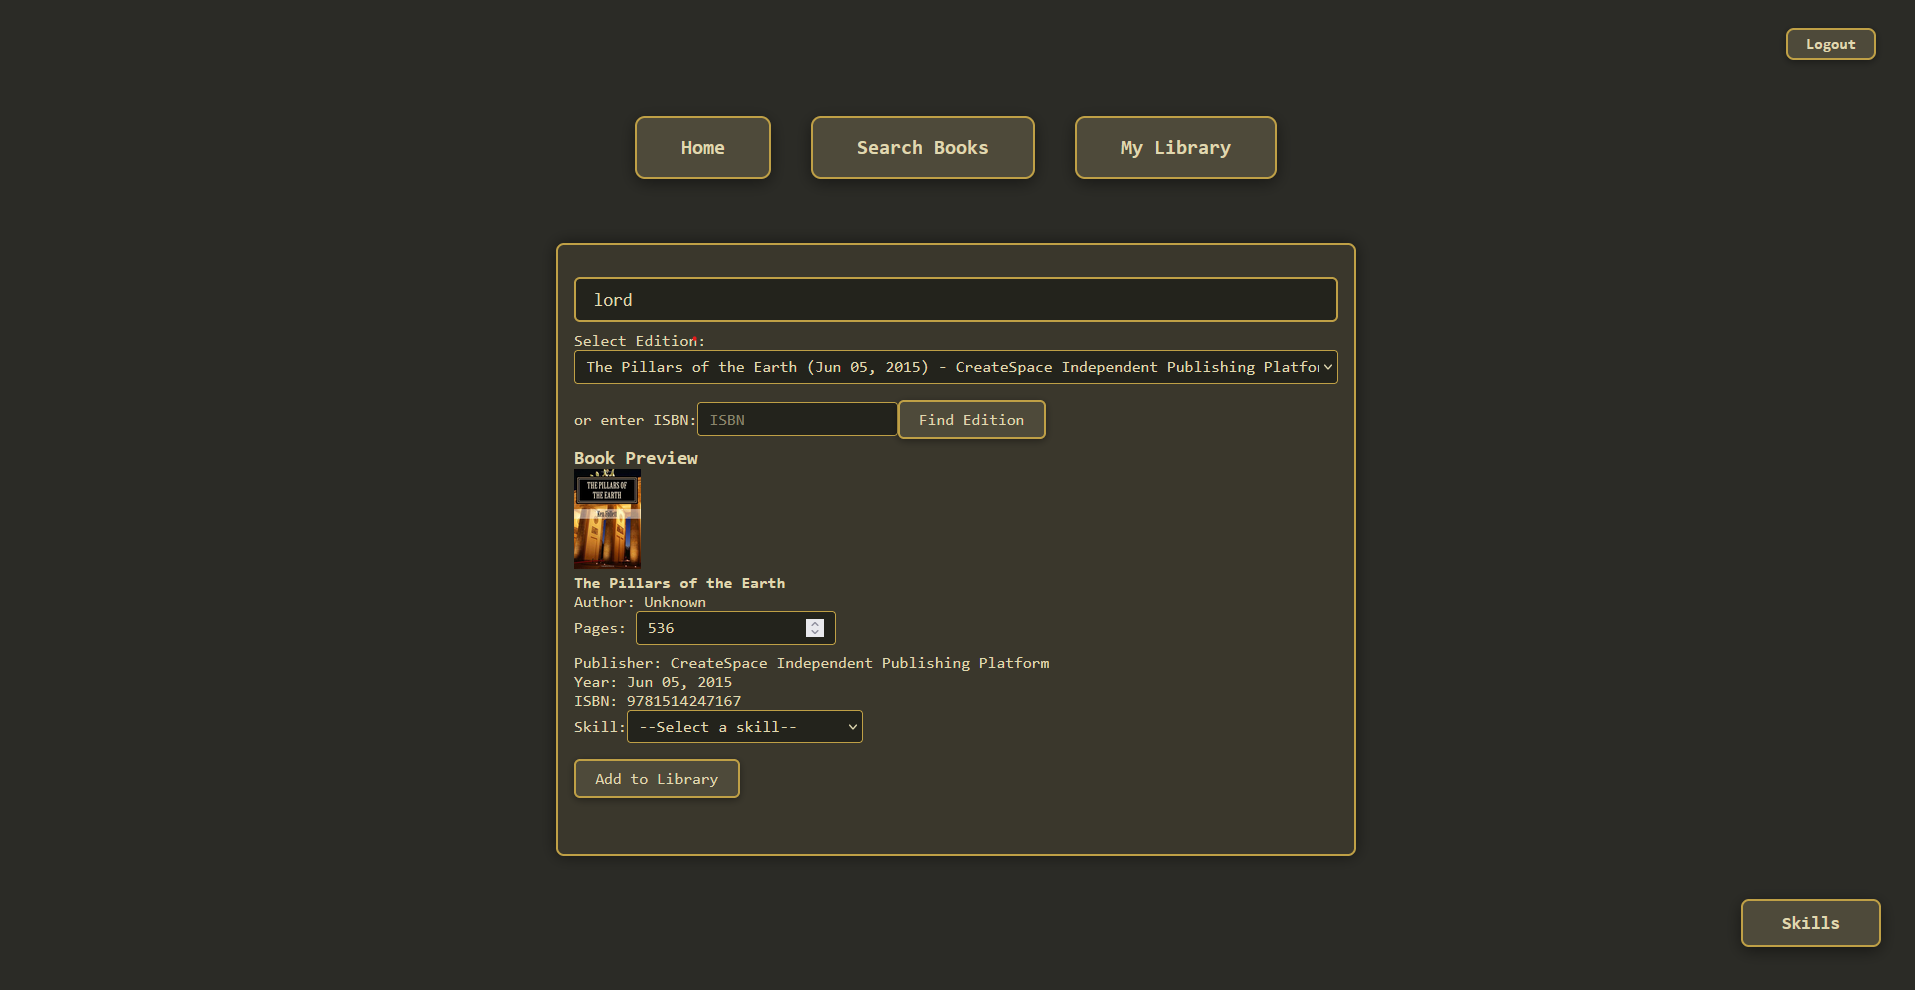 Logout
Home
Search Books
My Library
lord
Select Edition:
The Pillars of the Earth (Jun 05, 2015) - CreateSpace Independent Publishing Platfor
or enter ISBN: ISBN Find Edition
Book Preview
THE PILLARS OF
THE EARTH
Ken Follett
The Pillars of the Earth
Author: Unknown
Pages: 536
Publisher: CreateSpace Independent Publishing Platform
Year: Jun 05, 2015
ISBN: 9781514247167
Skill: --Select a skill--
Add to Library
Skills